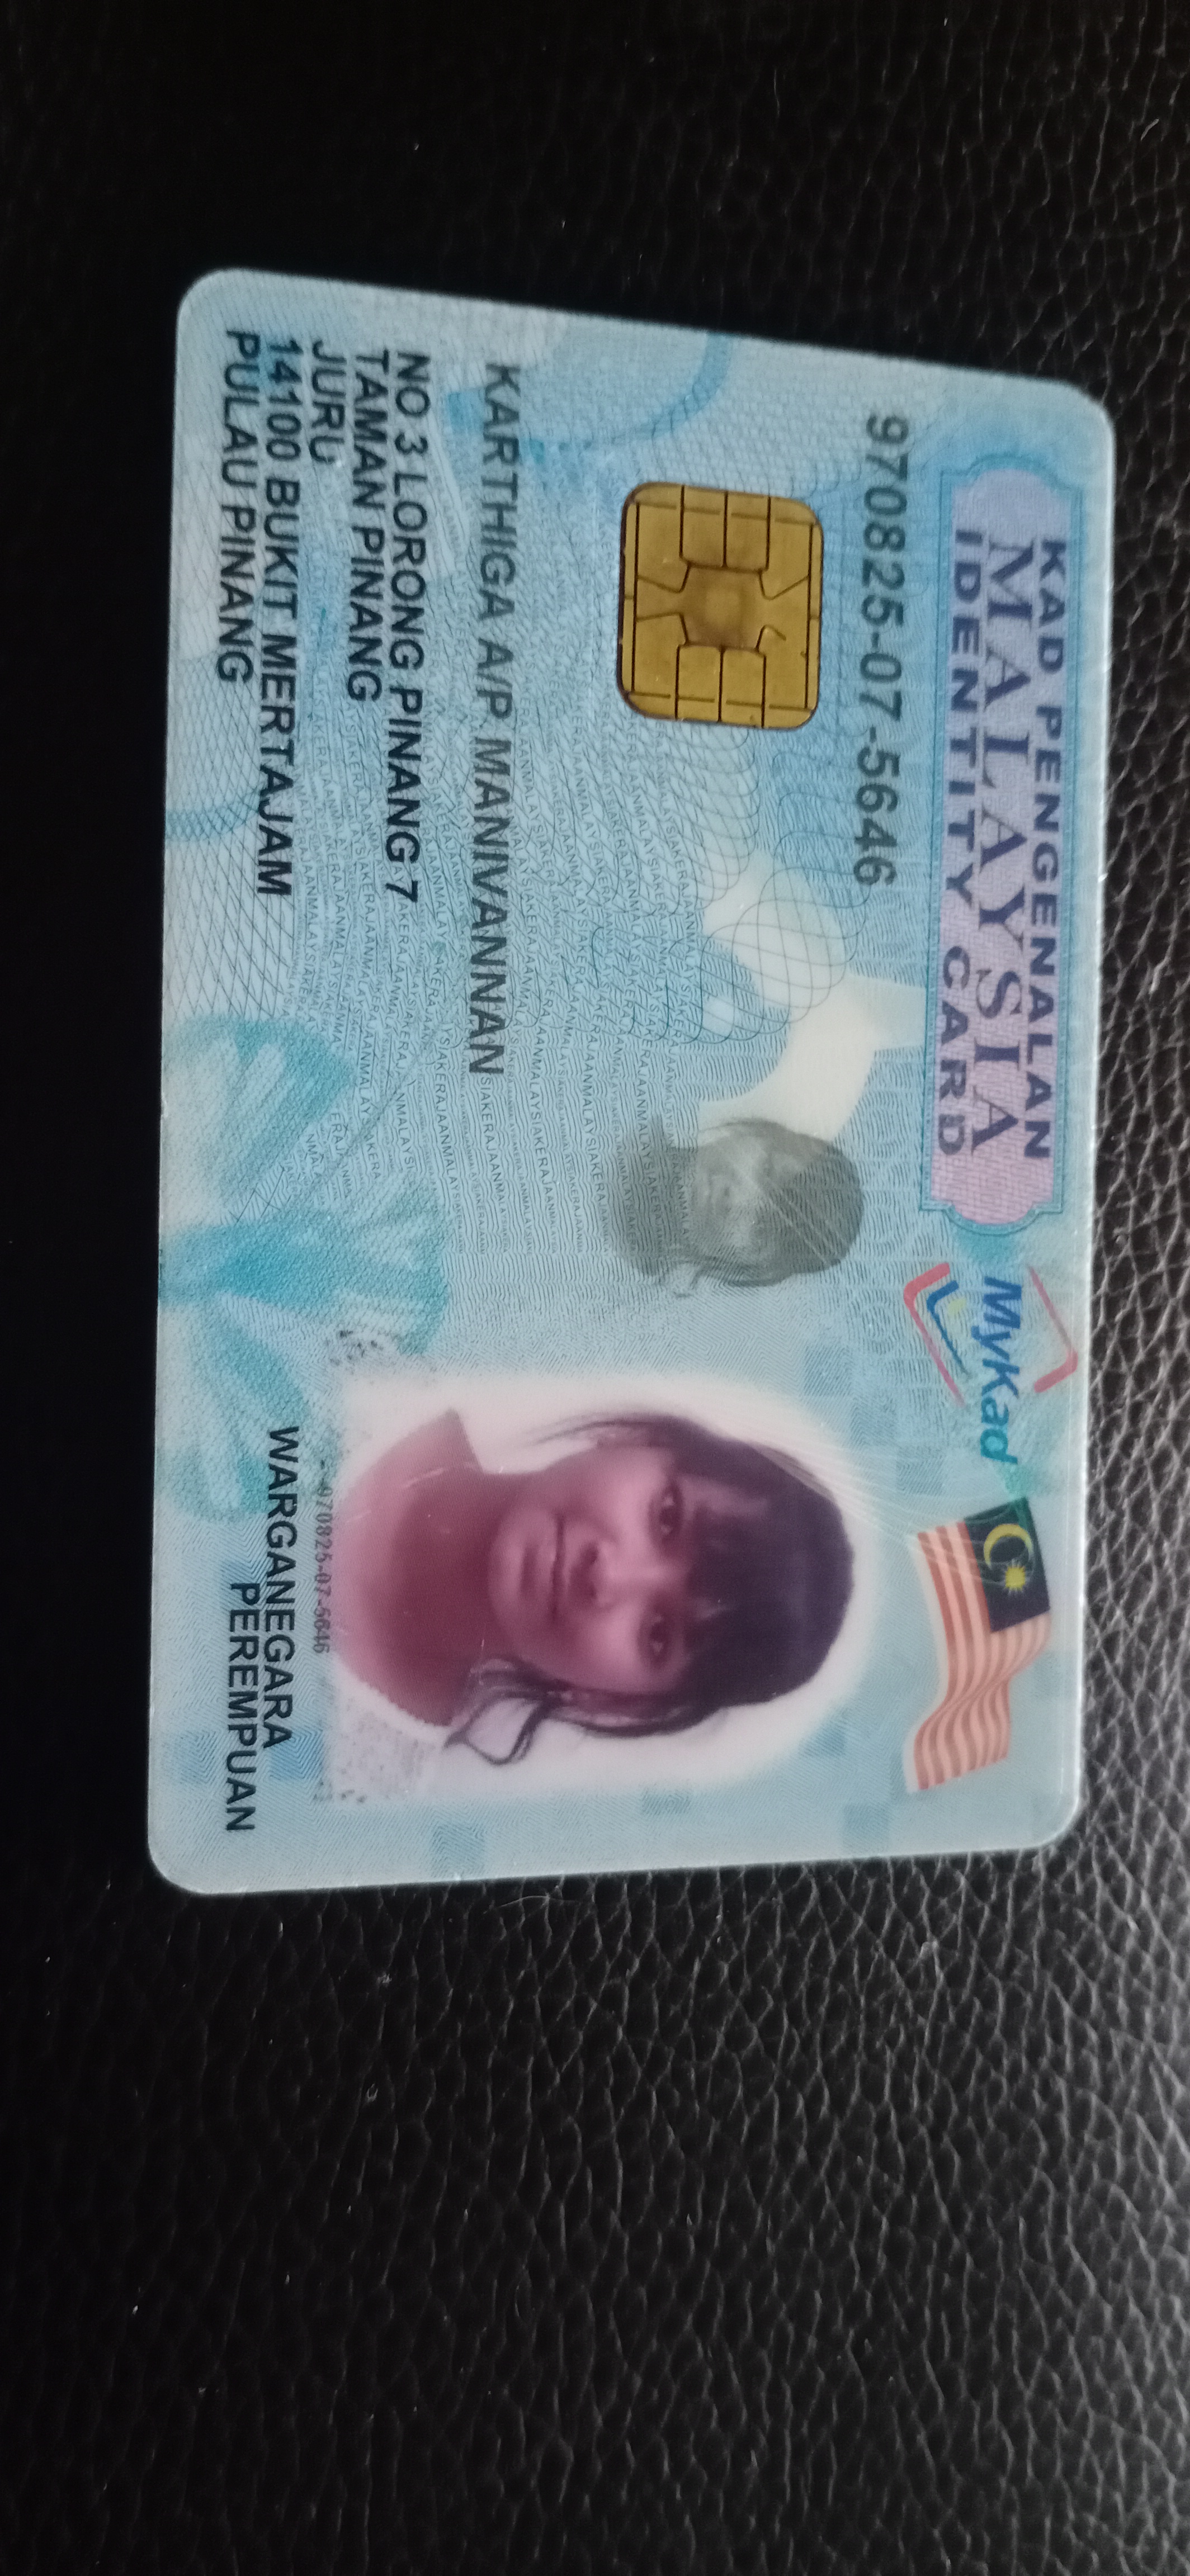 KAD PENGENALAN
MALAYSIA
IDENTITY CARD
MyKad
970825-07-5646
KARTHIGA A/P MANIVANNAN
NO 3 LORONG PINANG 7
TAMAN PINANG
JURU
14100 BUKIT MERTAJAM
PULAU PINANG
970825-07-5646
WARGANEGARA
PEREMPUAN